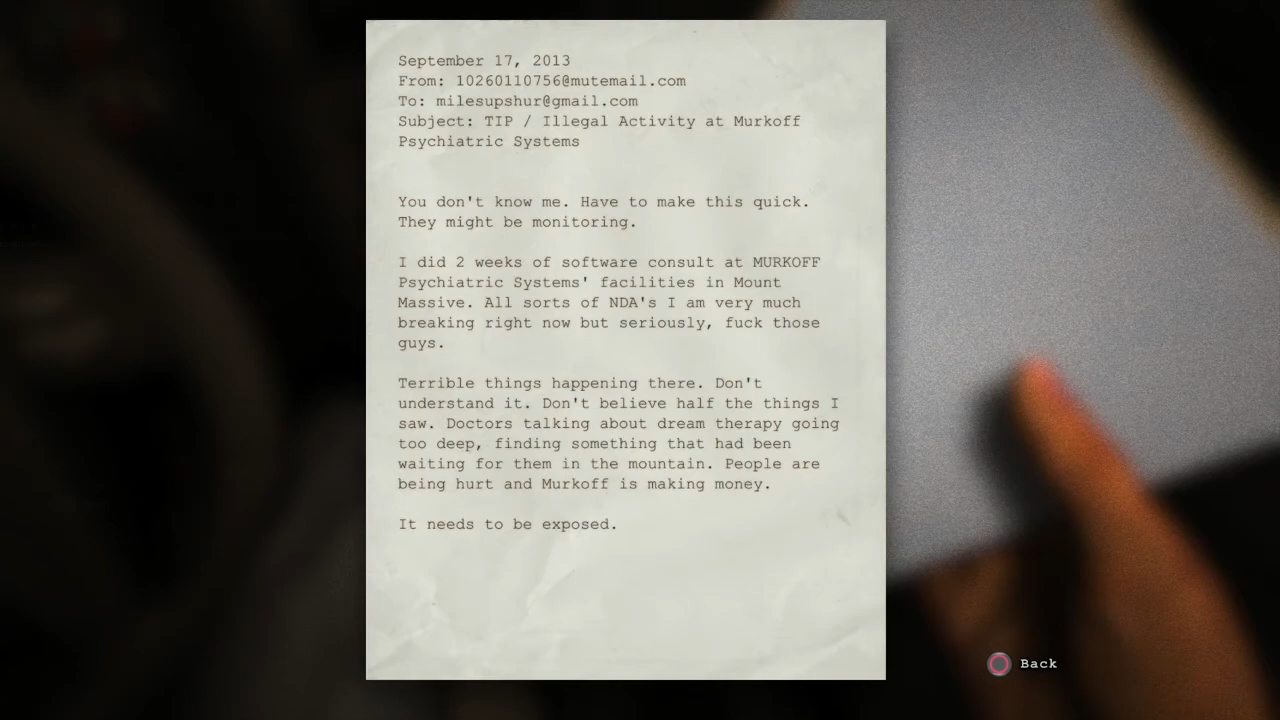 September 17, 2013
From: 10260110756@mutemail.com
To: milesupshur@gmail.com
Subject: TIP / Illegal Activity at Murkoff
Psychiatric Systems
You don't know me. Have to make this quick.
They might be monitoring.
I did 2 weeks of software consult at MURKOFF
Psychiatric Systems' facilities in Mount
Massive. All sorts of NDA's I am very much
breaking right now but seriously, fuck those
guys.
Terrible things happening there. Don't
understand it. Don't believe half the things I
saw. Doctors talking about dream therapy going
too deep, finding something that had been
waiting for them in the mountain. People are
being hurt and Murkoff is making money.
It needs to be exposed.
Back